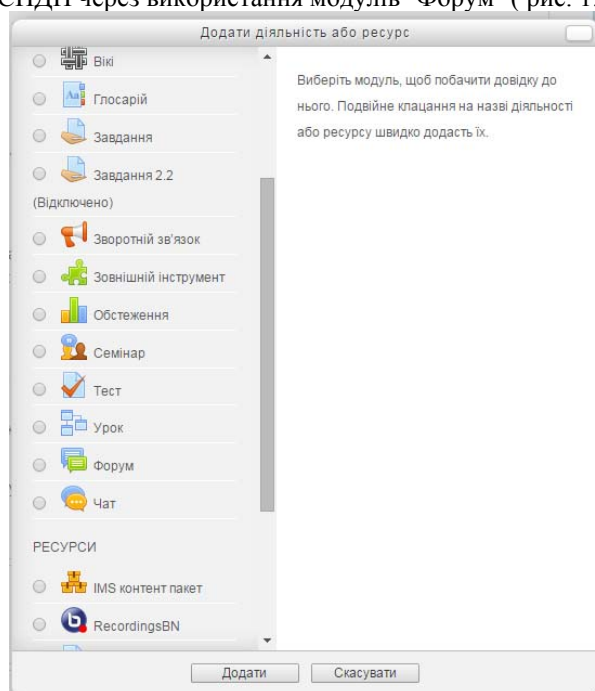 СПДН через використання модулів "Форум" ( рис. 1.
Додати діяльність або ресурс
Вікі
Глосарій
Завдання
Завдання 2.2
(Відключено)
Зворотній зв'язок
Зовнішній інструмент
Обстеження
Семінар
Тест
Урок
Форум
Чат
РЕСУРСИ
IMS контент пакет
RecordingsBN
Виберіть модуль, щоб побачити довідку до
нього. Подвійне клацання на назві діяльності
або ресурсу швидко додасть їх.
Додати
Скасувати